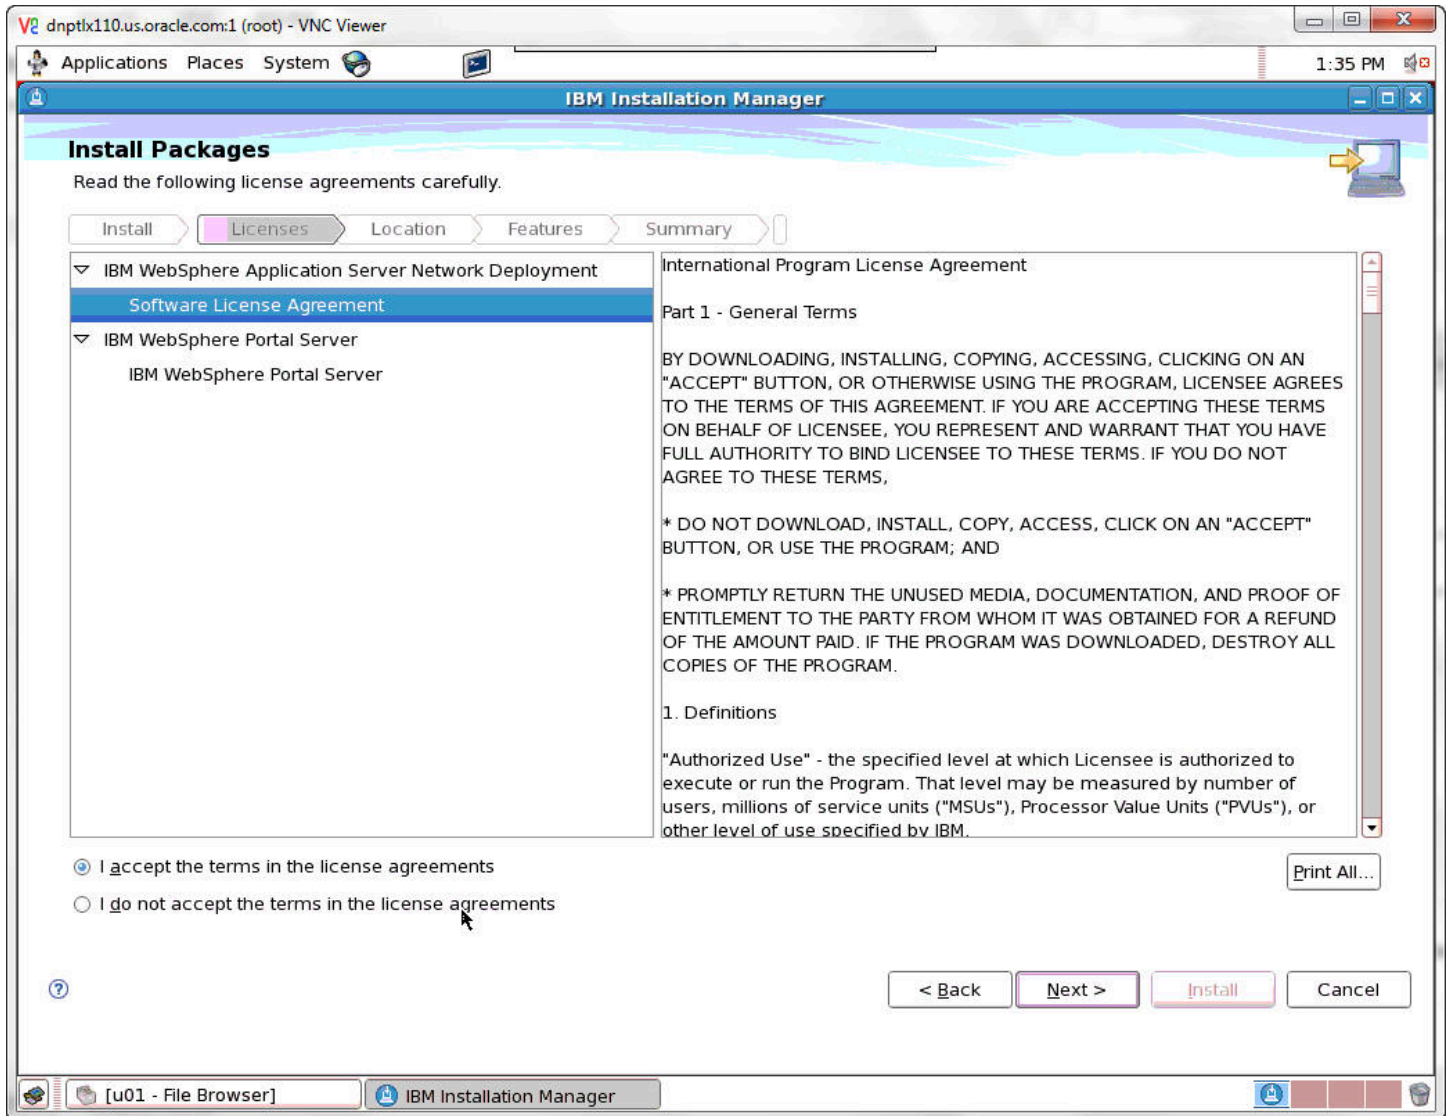 dnptlx110.us.oracle.com:1 (root) - VNC Viewer
Applications Places System
1:35 PM
IBM Installation Manager
Install Packages
Read the following license agreements carefully.
Install
Licenses
Location
Features
Summary
IBM WebSphere Application Server Network Deployment
Software License Agreement
IBM WebSphere Portal Server
IBM WebSphere Portal Server
International Program License Agreement
Part 1 - General Terms
BY DOWNLOADING, INSTALLING, COPYING, ACCESSING, CLICKING ON AN
"ACCEPT" BUTTON, OR OTHERWISE USING THE PROGRAM, LICENSEE AGREES
TO THE TERMS OF THIS AGREEMENT. IF YOU ARE ACCEPTING THESE TERMS
ON BEHALF OF LICENSEE, YOU REPRESENT AND WARRANT THAT YOU HAVE
FULL AUTHORITY TO BIND LICENSEE TO THESE TERMS. IF YOU DO NOT
AGREE TO THESE TERMS,
* DO NOT DOWNLOAD, INSTALL, COPY, ACCESS, CLICK ON AN "ACCEPT"
BUTTON, OR USE THE PROGRAM; AND
* PROMPTLY RETURN THE UNUSED MEDIA, DOCUMENTATION, AND PROOF OF
ENTITLEMENT TO THE PARTY FROM WHOM IT WAS OBTAINED FOR A REFUND
OF THE AMOUNT PAID. IF THE PROGRAM WAS DOWNLOADED, DESTROY ALL
COPIES OF THE PROGRAM.
1. Definitions
"Authorized Use" - the specified level at which Licensee is authorized to
execute or run the Program. That level may be measured by number of
users, millions of service units ("MSUs"), Processor Value Units ("PVUs"), or
other level of use specified by IBM.
I accept the terms in the license agreements
Print All...
I do not accept the terms in the license agreements
< Back
Next >
Install
Cancel
[u01 - File Browser]
IBM Installation Manager